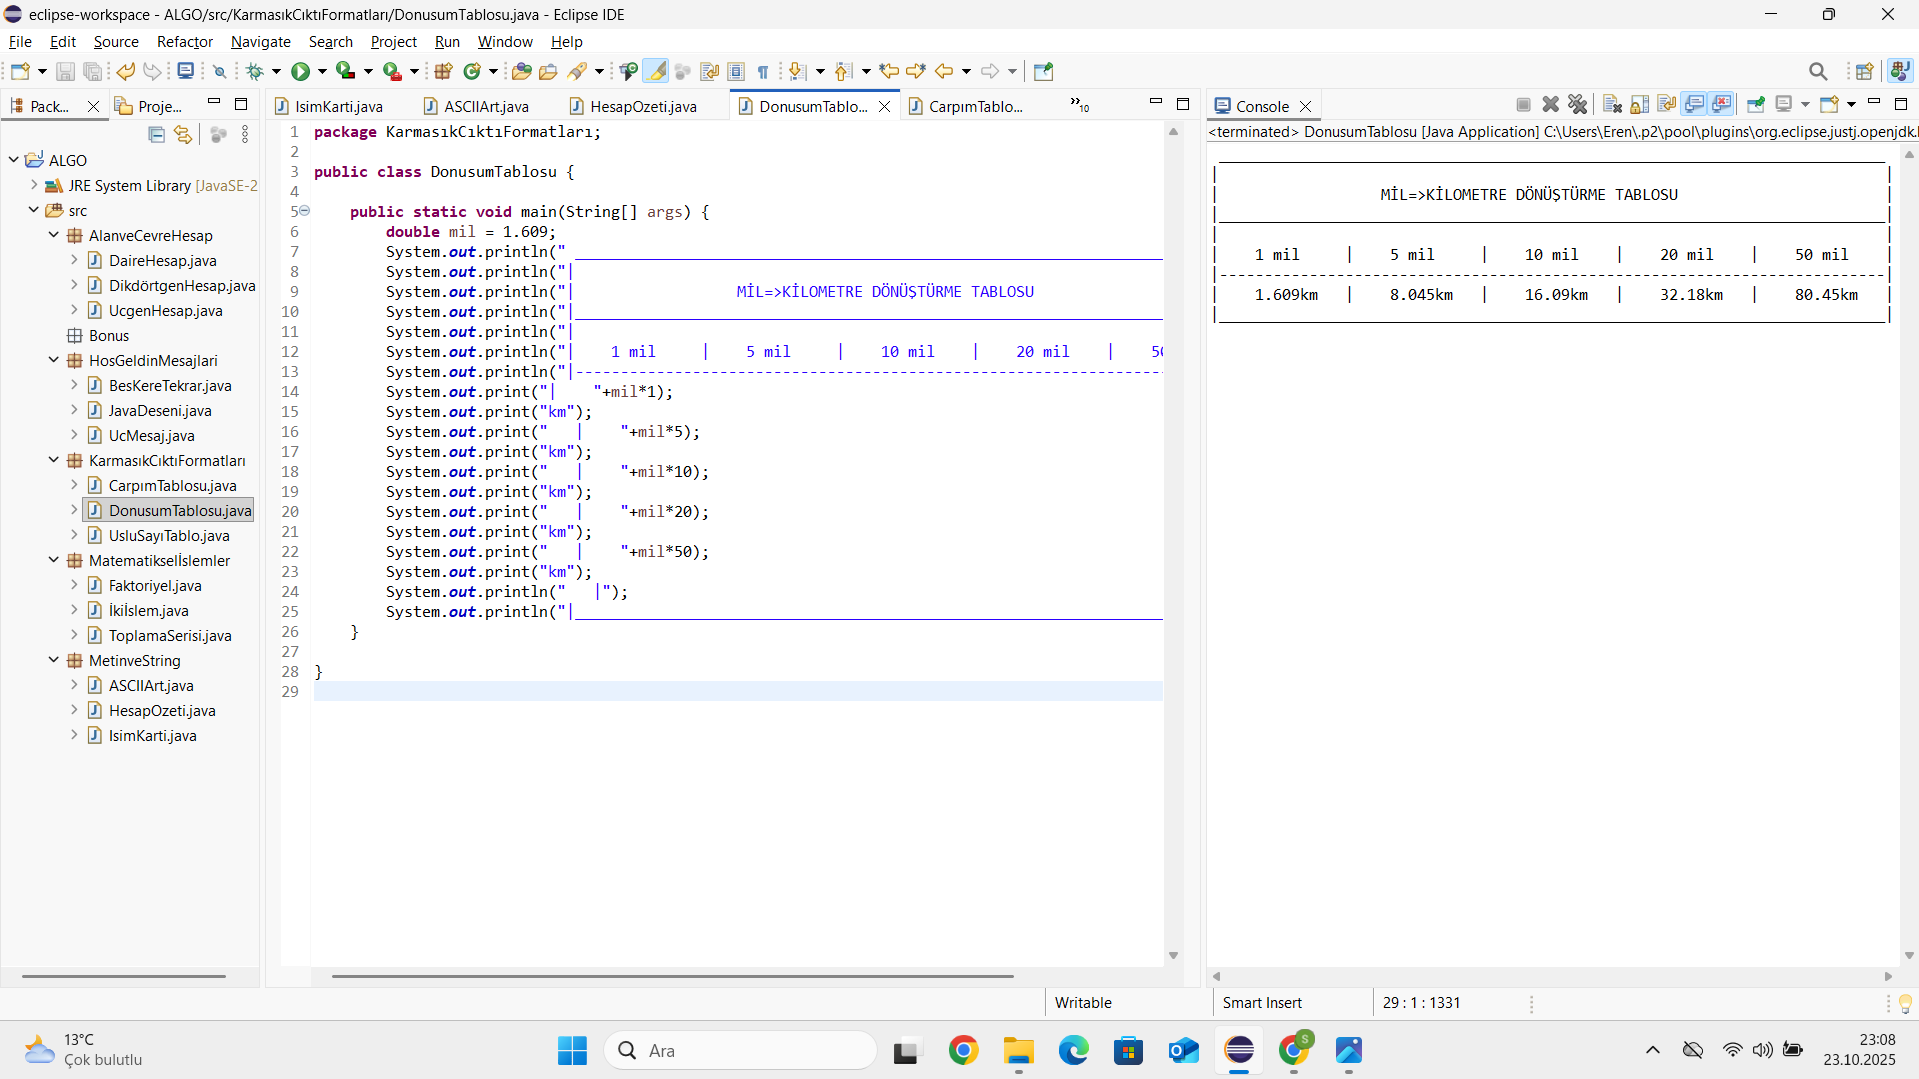 eclipse-workspace - ALGO/src/KarmasıkCıktıFormatları/DonusumTablosu.java - Eclipse IDE
File Edit Source Refactor Navigate Search Project Run Window Help
Pack... Proje...
ALGO
JRE System Library [JavaSE-2
src
AlanveCevreHesap
DaireHesap.java
DikdörtgenHesap.java
UcgenHesap.java
Bonus
HosGeldinMesajlari
BesKereTekrar.java
JavaDeseni.java
UcMesaj.java
KarmasıkCıktıFormatları
CarpımTablosu.java
DonusumTablosu.java
UsluSayıTablo.java
Matematikselİslemler
Faktoriyel.java
İkiİslem.java
ToplamaSerisi.java
MetinveString
ASCIIArt.java
HesapOzeti.java
IsimKarti.java
IsimKarti.java ASCIIArt.java HesapOzeti.java DonusumTablo... CarpımTablo... »10
1 package KarmasıkCıktıFormatları;
2
3 public class DonusumTablosu {
4
5     public static void main(String[] args) {
6         double mil = 1.609;
7         System.out.println(" _________________________________________________________________
8         System.out.println("|
9         System.out.println("|                  MİL=>KİLOMETRE DÖNÜŞTÜRME TABLOSU
10         System.out.println("|_________________________________________________________________
11         System.out.println("|
12         System.out.println("|    1 mil     |    5 mil     |    10 mil    |    20 mil    |    50
13         System.out.println("|-----------------------------------------------------------------
14         System.out.print("|    "+mil*1);
15         System.out.print("km");
16         System.out.print("   |    "+mil*5);
17         System.out.print("km");
18         System.out.print("   |    "+mil*10);
19         System.out.print("km");
20         System.out.print("   |    "+mil*20);
21         System.out.print("km");
22         System.out.print("   |    "+mil*50);
23         System.out.print("km");
24         System.out.println("   |");
25         System.out.println("|_________________________________________________________________
26     }
27
28 }
29
Console
<terminated> DonusumTablosu [Java Application] C:\Users\Eren\.p2\pool\plugins\org.eclipse.justj.openjdk.l
 __________________________________________________________________________
|                                                                          |
|                  MİL=>KİLOMETRE DÖNÜŞTÜRME TABLOSU                       |
|__________________________________________________________________________|
|                                                                          |
|    1 mil     |    5 mil     |    10 mil    |    20 mil    |    50 mil    |
|--------------------------------------------------------------------------|
|    1.609km   |    8.045km   |    16.09km   |    32.18km   |    80.45km   |
|__________________________________________________________________________|
Writable Smart Insert 29 : 1 : 1331
13°C
Çok bulutlu
Ara
S
23:08
23.10.2025